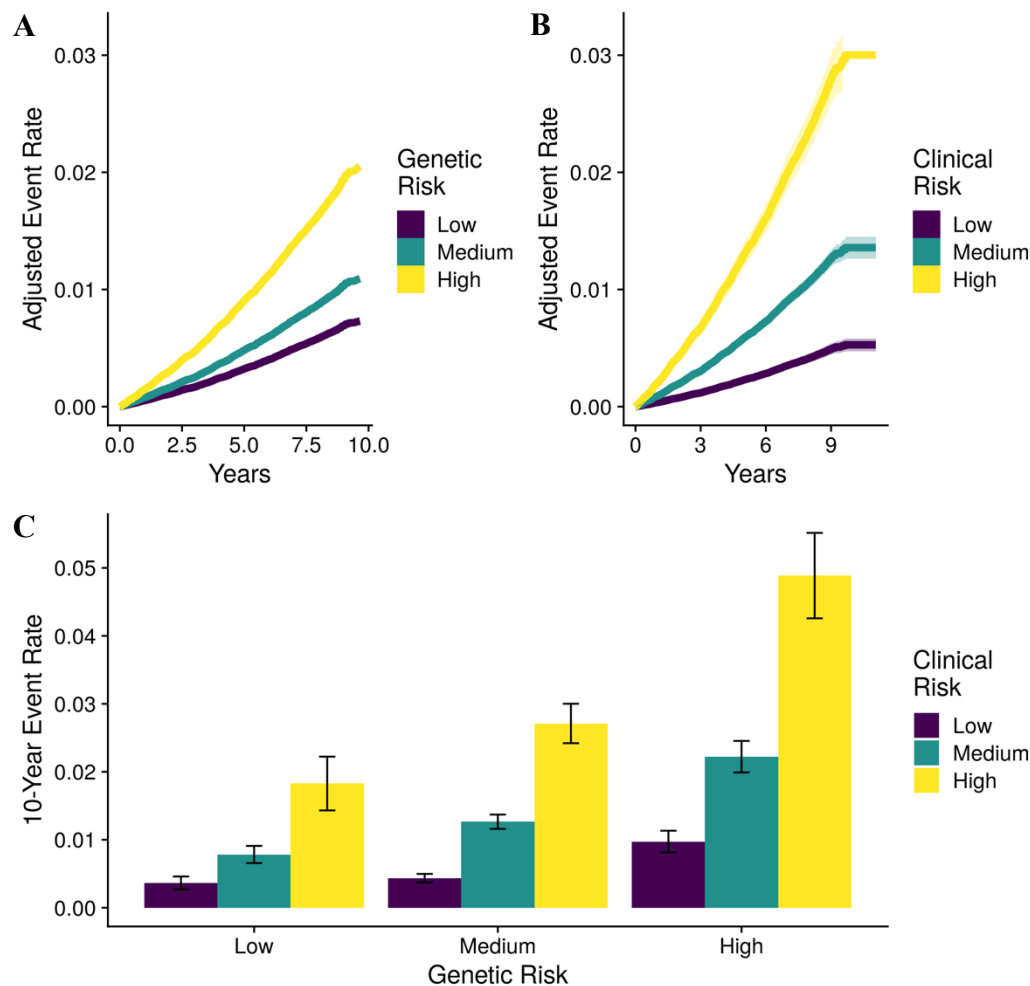 A
Adjusted Event Rate
0.03
0.02
0.01
0.00
0.0
2.5
5.0
7.5
10.0
Years
Genetic
Risk
Low
Medium
High
B
Adjusted Event Rate
0.03
0.02
0.01
0.00
0
3
6
9
Years
Clinical
Risk
Low
Medium
High
C
10-Year Event Rate
0.05
0.04
0.03
0.02
0.01
0.00
Low
Medium
High
Genetic Risk
Clinical
Risk
Low
Medium
High